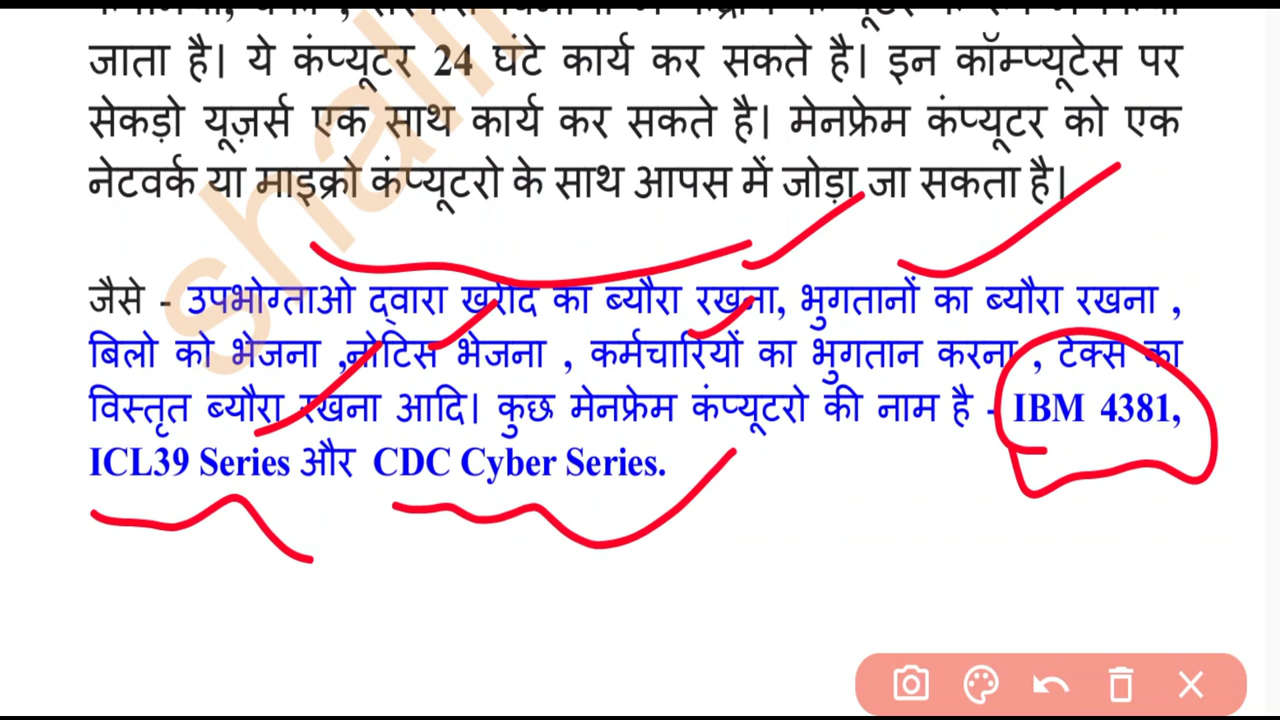 जाता है। ये कंप्यूटर 24 घंटे कार्य कर सकते है। इन कॉम्प्यूटेस पर
सेकड़ो यूज़र्स एक साथ कार्य कर सकते है। मेनफ्रेम कंप्यूटर को एक
नेटवर्क या माइक्रो कंप्यूटरो के साथ आपस में जोड़ा जा सकता है।
जैसे - उपभोग्ताओ द्वारा खरीद का ब्यौरा रखना, भुगतानों का ब्यौरा रखना ,
बिलो को भेजना ,नोटिस भेजना , कर्मचारियों का भुगतान करना , टेक्स का
विस्तृत ब्यौरा रखना आदि। कुछ मेनफ्रेम कंप्यूटरो की नाम है - IBM 4381,
ICL39 Series और CDC Cyber Series.